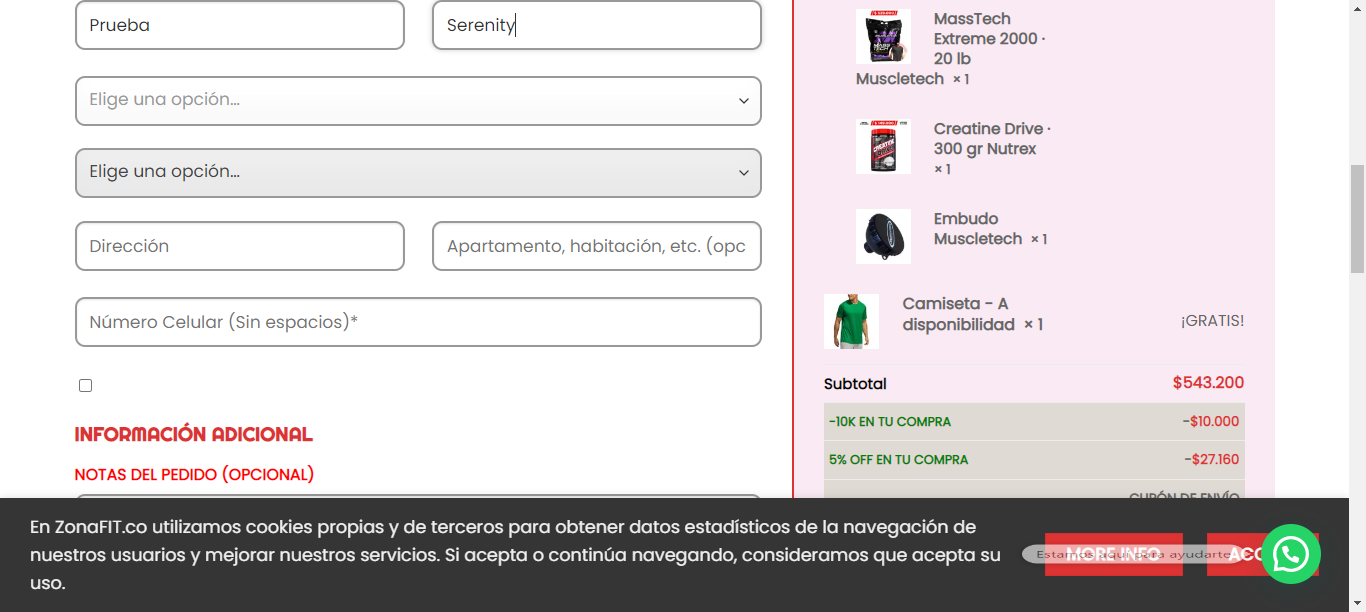 Prueba
Serenity
Elige una opción...
Elige una opción...
Dirección
Apartamento, habitación, etc. (opc
Número Celular (Sin espacios)*
INFORMACIÓN ADICIONAL
NOTAS DEL PEDIDO (OPCIONAL)
MassTech
Extreme 2000 ·
20 lb
Muscletech × 1
Creatine Drive ·
300 gr Nutrex
× 1
Embudo
Muscletech × 1
Camiseta - A
disponibilidad × 1
¡GRATIS!
Subtotal
$543.200
-10K EN TU COMPRA
-$10.000
5% OFF EN TU COMPRA
-$27.160
CUPÓN DE ENVÍO
En ZonaFIT.co utilizamos cookies propias y de terceros para obtener datos estadísticos de la navegación de
nuestros usuarios y mejorar nuestros servicios. Si acepta o continúa navegando, consideramos que acepta su
uso.
MORE INFO
Estamos aquí para ayudarte